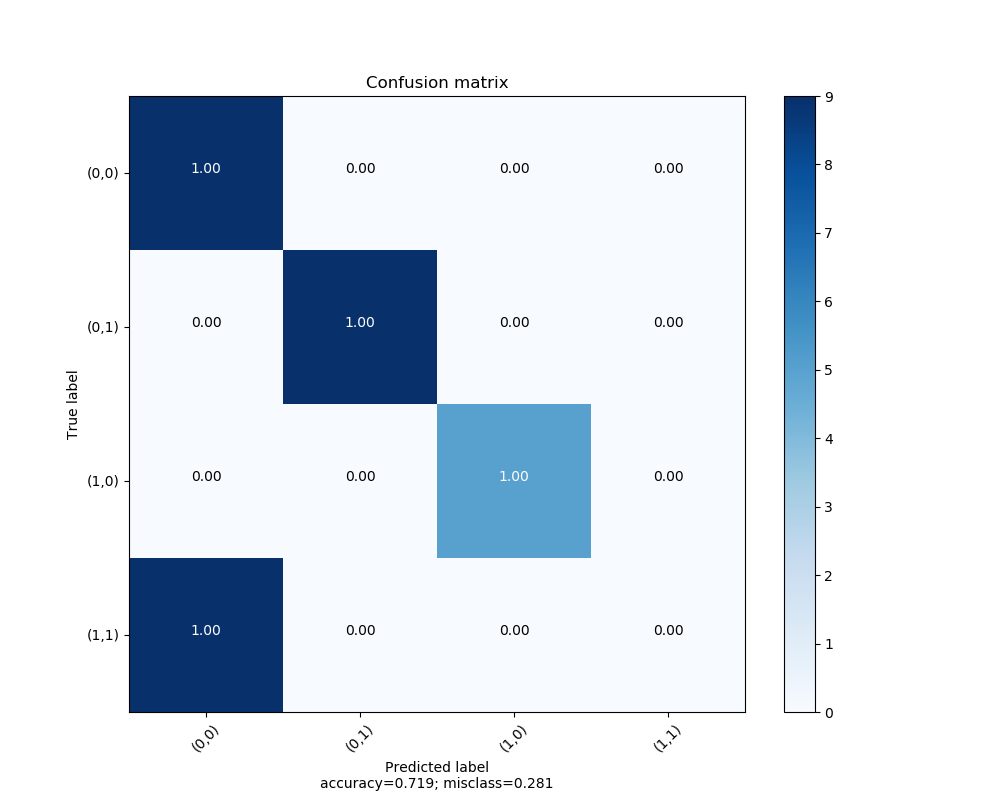 Confusion matrix
(0,0)
1.00 0.00 0.00 0.00
(0,1)
0.00 1.00 0.00 0.00
(1,0)
0.00 0.00 1.00 0.00
(1,1)
1.00 0.00 0.00 0.00
True label
(0,0) (0,1) (1,0) (1,1)
Predicted label
accuracy=0.719; misclass=0.281
9
8
7
6
5
4
3
2
1
0